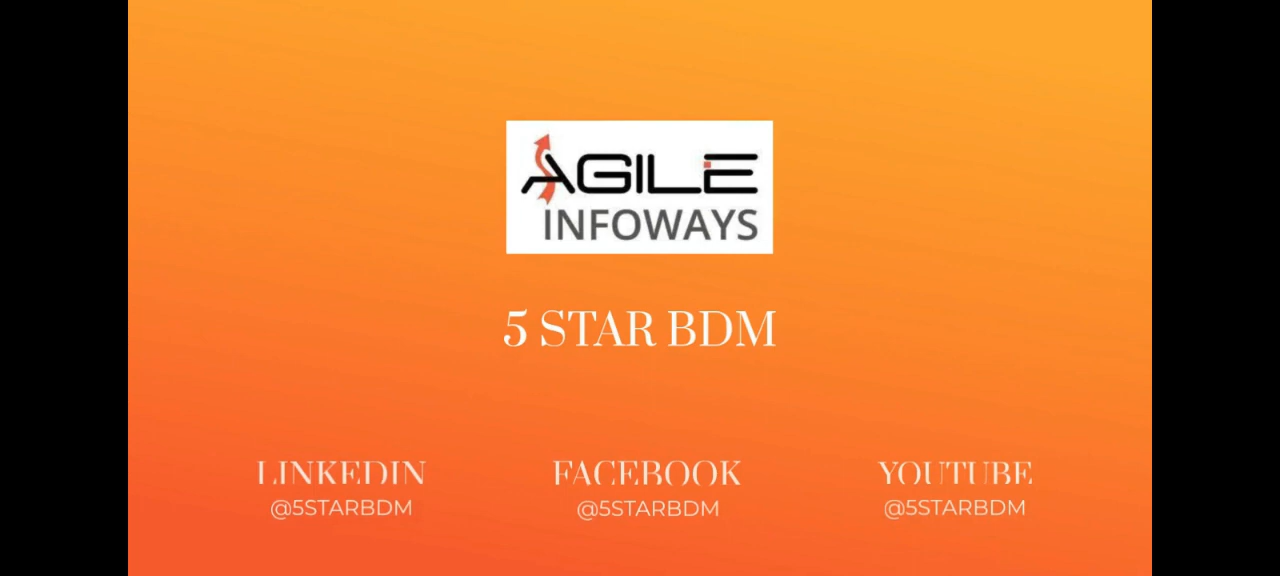 AGILE
INFOWAYS
5 STAR BDM
LINKEDIN
@5STARBDM
FACEBOOK
@5STARBDM
YOUTUBE
@5STARBDM